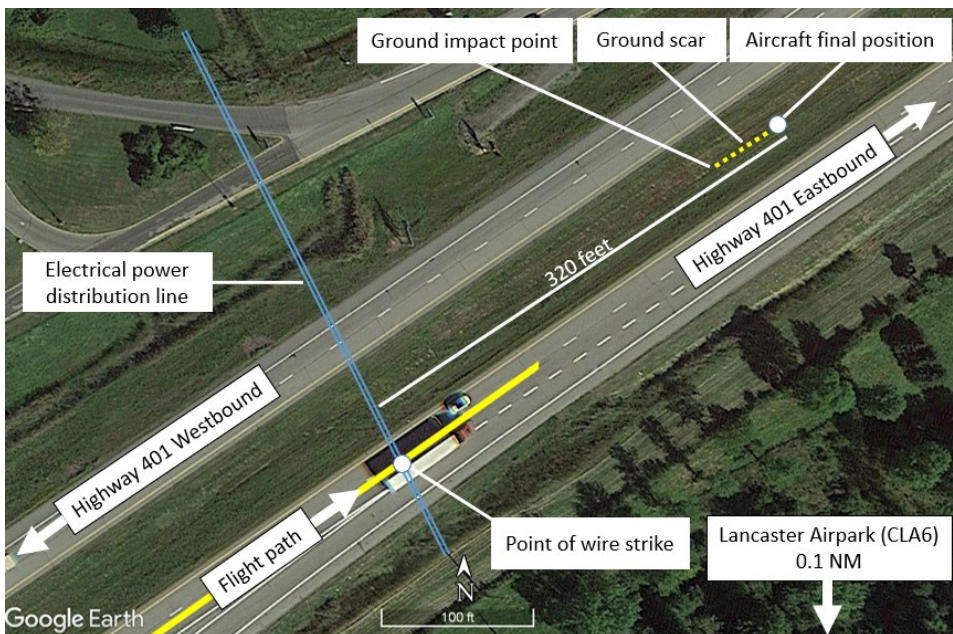 Ground impact point
Ground scar
Aircraft final position
Highway 401 Eastbound
320 feet
Electrical power
distribution line
Highway 401 Westbound
Flight path
Point of wire strike
Lancaster Airpark (CLA6)
0.1 NM
N
100 ft
Google Earth